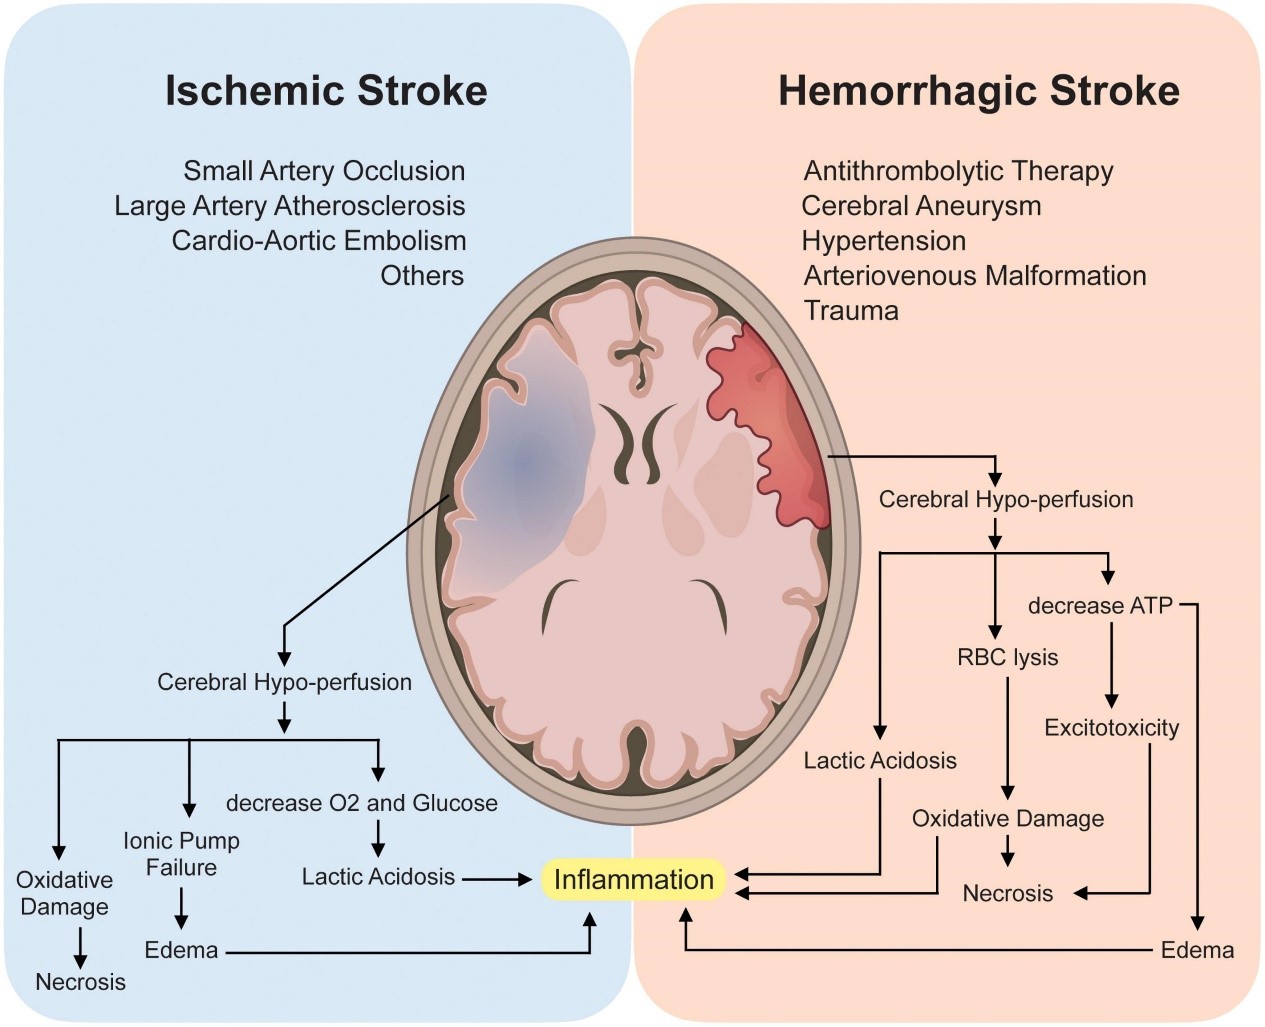 Ischemic Stroke
Small Artery Occlusion
Large Artery Atherosclerosis
Cardio-Aortic Embolism
Others
Cerebral Hypo-perfusion
decrease O2 and Glucose
Ionic Pump
Failure
Oxidative
Damage
Lactic Acidosis
Edema
Necrosis
Inflammation
Hemorrhagic Stroke
Antithrombolytic Therapy
Cerebral Aneurysm
Hypertension
Arteriovenous Malformation
Trauma
Cerebral Hypo-perfusion
decrease ATP
RBC lysis
Excitotoxicity
Lactic Acidosis
Oxidative Damage
Necrosis
Edema